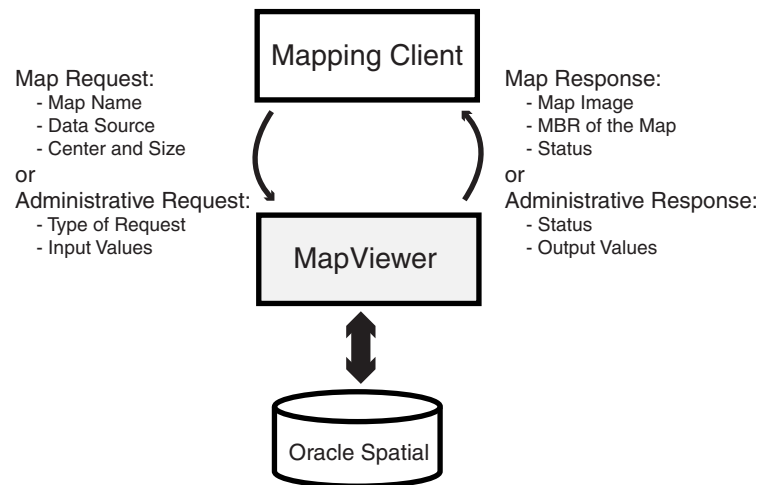 Mapping Client
Map Request:
- Map Name
- Data Source
- Center and Size
or
Administrative Request:
- Type of Request
- Input Values
Map Response:
- Map Image
- MBR of the Map
- Status
or
Administrative Response:
- Status
- Output Values
MapViewer
Oracle Spatial